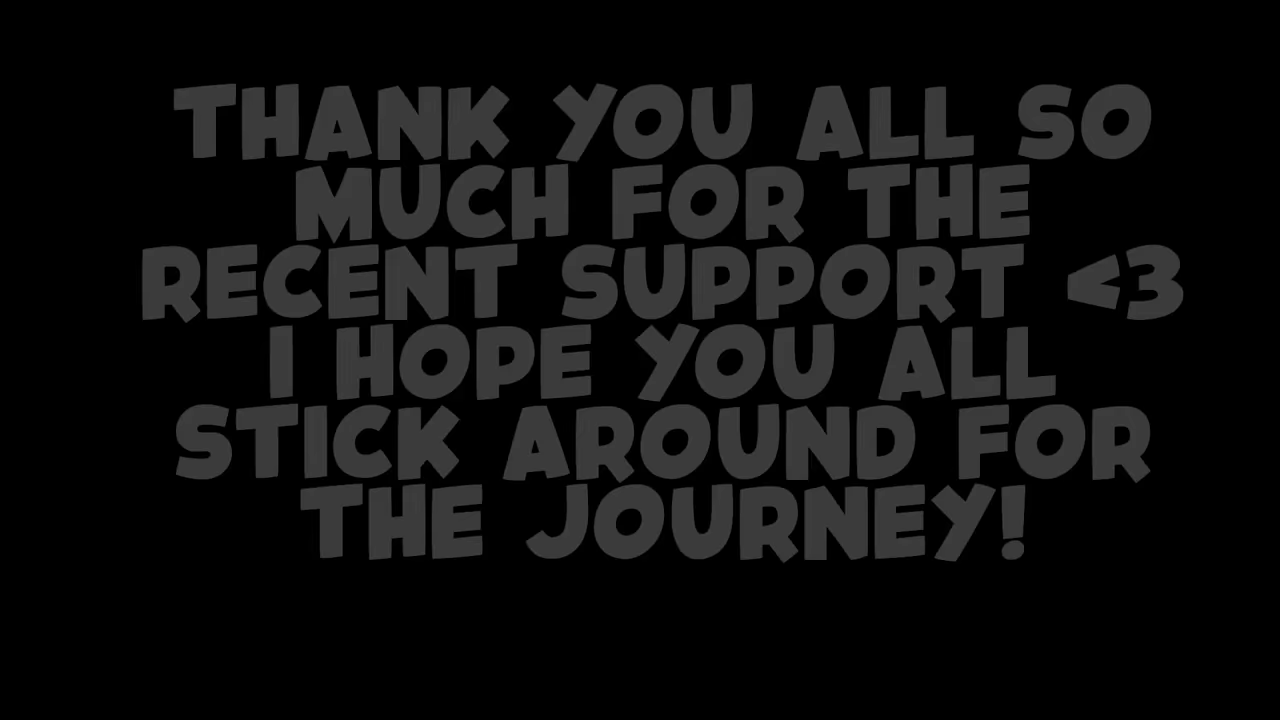 THANK YOU ALL SO
MUCH FOR THE
RECENT SUPPORT <3
I HOPE YOU ALL
STICK AROUND FOR
THE JOURNEY!